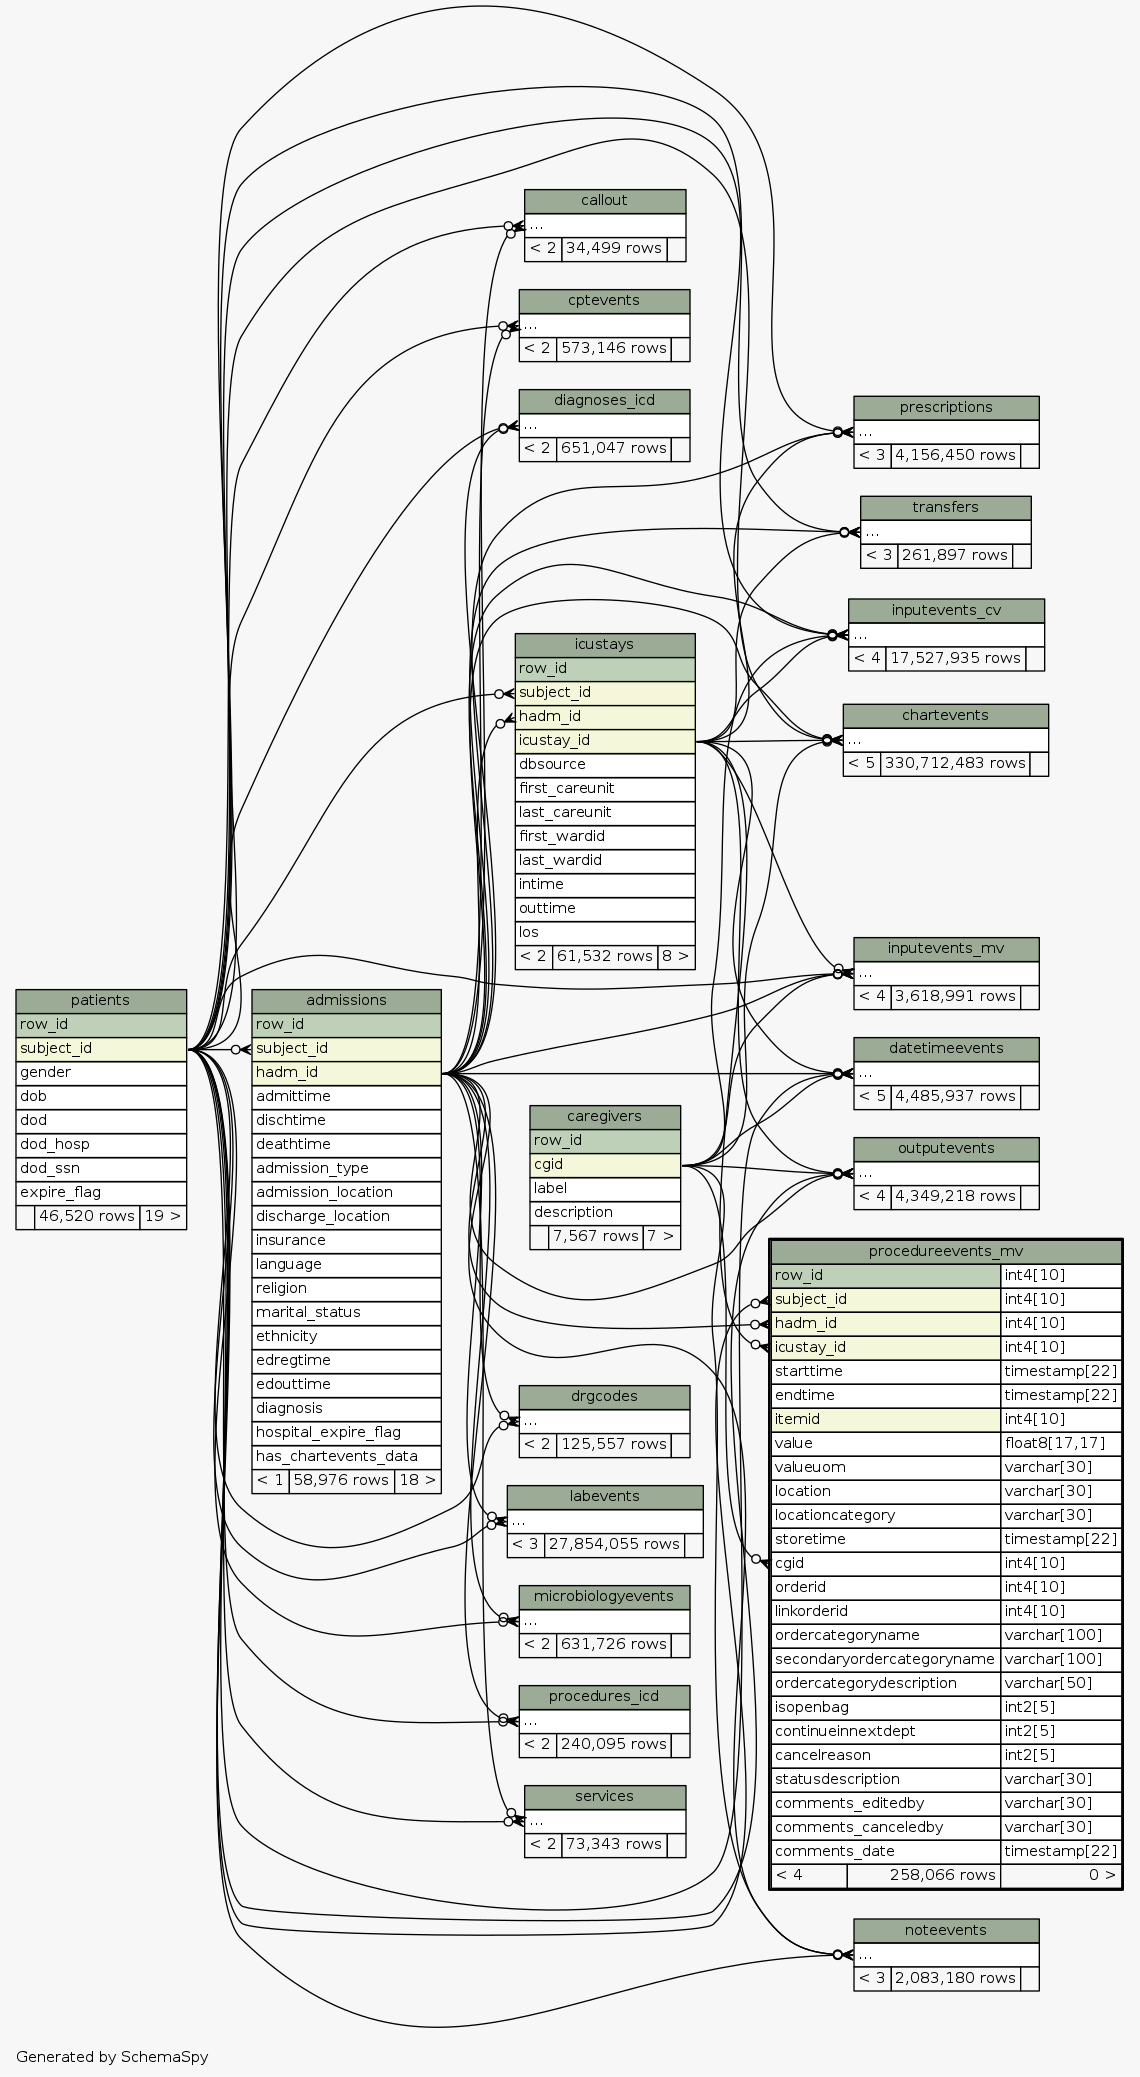 callout
...
< 2 34,499 rows
cptevents
...
< 2 573,146 rows
diagnoses_icd
...
< 2 651,047 rows
prescriptions
...
< 3 4,156,450 rows
transfers
...
< 3 261,897 rows
inputevents_cv
...
< 4 17,527,935 rows
icustays
row_id
subject_id
hadm_id
icustay_id
dbsource
first_careunit
last_careunit
first_wardid
last_wardid
intime
outtime
los
< 2 61,532 rows 8 >
chartevents
...
< 5 330,712,483 rows
inputevents_mv
...
< 4 3,618,991 rows
patients
row_id
subject_id
gender
dob
dod
dod_hosp
dod_ssn
expire_flag
46,520 rows 19 >
admissions
row_id
subject_id
hadm_id
admittime
dischtime
deathtime
admission_type
admission_location
discharge_location
insurance
language
religion
marital_status
ethnicity
edregtime
edouttime
diagnosis
hospital_expire_flag
has_chartevents_data
< 1 58,976 rows 18 >
datetimeevents
...
< 5 4,485,937 rows
caregivers
row_id
cgid
label
description
7,567 rows 7 >
outputevents
...
< 4 4,349,218 rows
procedureevents_mv
row_id int4[10]
subject_id int4[10]
hadm_id int4[10]
icustay_id int4[10]
starttime timestamp[22]
endtime timestamp[22]
itemid int4[10]
value float8[17,17]
valueuom varchar[30]
location varchar[30]
locationcategory varchar[30]
storetime timestamp[22]
cgid int4[10]
orderid int4[10]
linkorderid int4[10]
ordercategoryname varchar[100]
secondaryordercategoryname varchar[100]
ordercategorydescription varchar[50]
isopenbag int2[5]
continueinnextdept int2[5]
cancelreason int2[5]
statusdescription varchar[30]
comments_editedby varchar[30]
comments_canceledby varchar[30]
comments_date timestamp[22]
< 4 258,066 rows 0 >
drgcodes
...
< 2 125,557 rows
labevents
...
< 3 27,854,055 rows
microbiologyevents
...
< 2 631,726 rows
procedures_icd
...
< 2 240,095 rows
services
...
< 2 73,343 rows
noteevents
...
< 3 2,083,180 rows
Generated by SchemaSpy